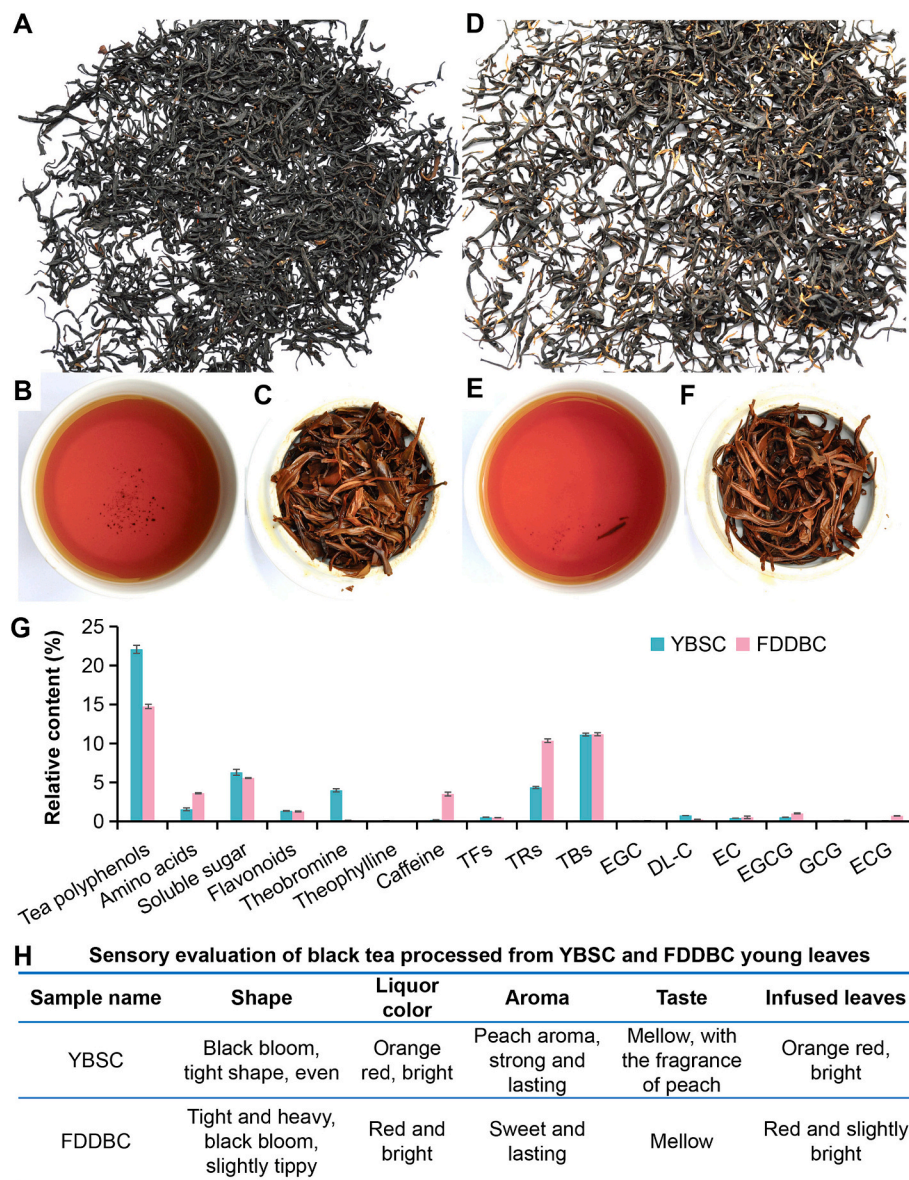 A
D
B
C
E
F
G
Relative content (%)
25
20
15
10
5
0
YBSC
FDDBC
Tea polyphenols
Amino acids
Soluble sugar
Flavonoids
Theobromine
Theophylline
Caffeine
TFs
TRs
TBs
EGC
DL-C
EC
EGCG
GCG
ECG
H
Sensory evaluation of black tea processed from YBSC and FDDBC young leaves
Sample name
Shape
Liquor
color
Aroma
Taste
Infused leaves
YBSC
Black bloom,
tight shape, even
Orange
red, bright
Peach aroma,
strong and
lasting
Mellow, with
the fragrance
of peach
Orange red,
bright
FDDBC
Tight and heavy,
black bloom,
slightly tippy
Red and
bright
Sweet and
lasting
Mellow
Red and slightly
bright